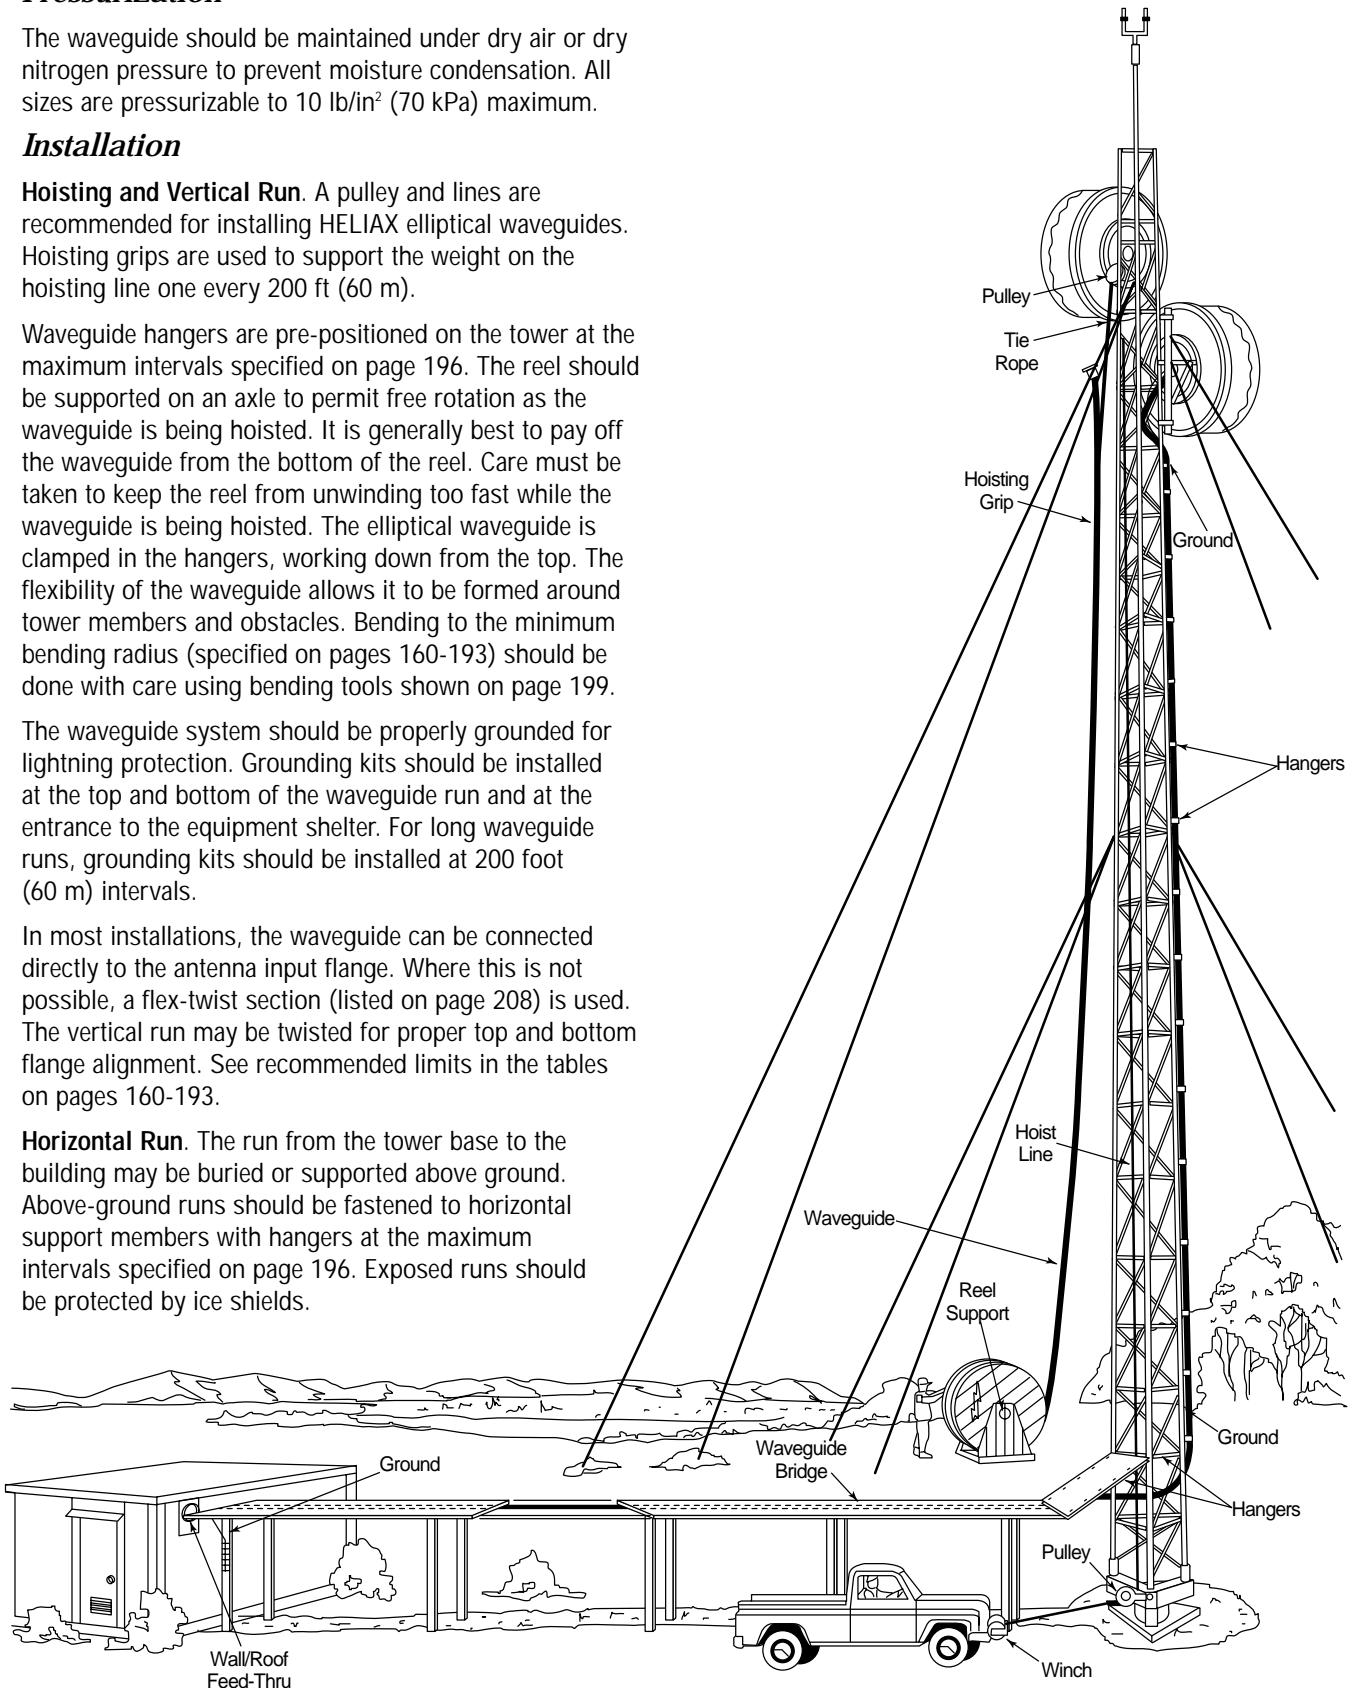 Pressurization
The waveguide should be maintained under dry air or dry
nitrogen pressure to prevent moisture condensation. All
sizes are pressurizable to 10 lb/in² (70 kPa) maximum.
Installation
Hoisting and Vertical Run. A pulley and lines are
recommended for installing HELIAX elliptical waveguides.
Hoisting grips are used to support the weight on the
hoisting line one every 200 ft (60 m).
Waveguide hangers are pre-positioned on the tower at the
maximum intervals specified on page 196. The reel should
be supported on an axle to permit free rotation as the
waveguide is being hoisted. It is generally best to pay off
the waveguide from the bottom of the reel. Care must be
taken to keep the reel from unwinding too fast while the
waveguide is being hoisted. The elliptical waveguide is
clamped in the hangers, working down from the top. The
flexibility of the waveguide allows it to be formed around
tower members and obstacles. Bending to the minimum
bending radius (specified on pages 160-193) should be
done with care using bending tools shown on page 199.
The waveguide system should be properly grounded for
lightning protection. Grounding kits should be installed
at the top and bottom of the waveguide run and at the
entrance to the equipment shelter. For long waveguide
runs, grounding kits should be installed at 200 foot
(60 m) intervals.
In most installations, the waveguide can be connected
directly to the antenna input flange. Where this is not
possible, a flex-twist section (listed on page 208) is used.
The vertical run may be twisted for proper top and bottom
flange alignment. See recommended limits in the tables
on pages 160-193.
Horizontal Run. The run from the tower base to the
building may be buried or supported above ground.
Above-ground runs should be fastened to horizontal
support members with hangers at the maximum
intervals specified on page 196. Exposed runs should
be protected by ice shields.
Pulley
Tie
Rope
Hoisting
Grip
Ground
Hangers
Hoist
Line
Waveguide
Reel
Support
Ground
Waveguide
Bridge
Ground
Hangers
Pulley
Wall/Roof
Feed-Thru
Winch